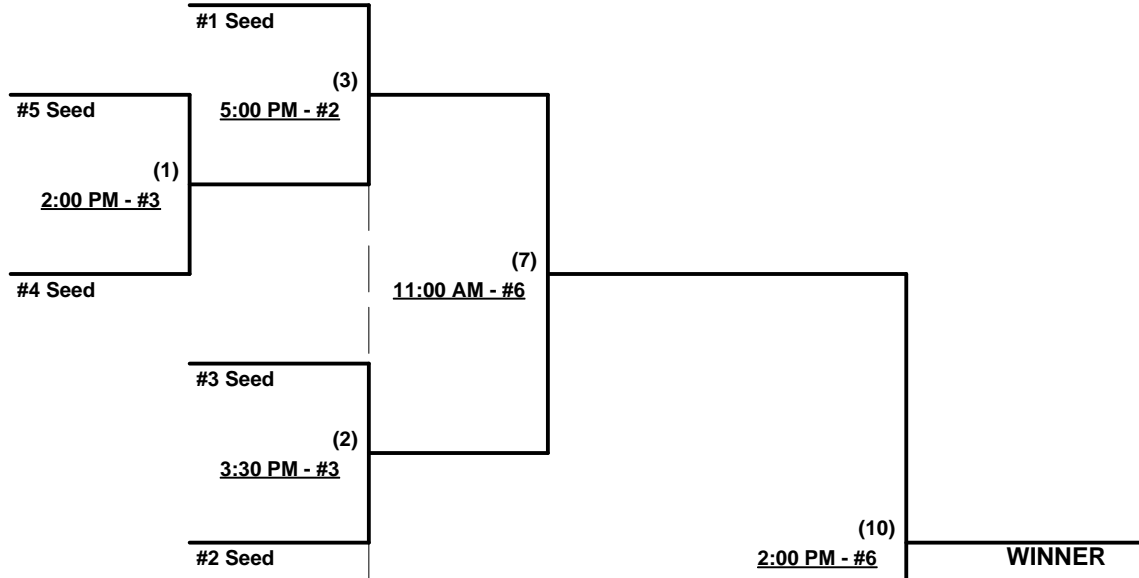 #1 Seed
(3)
#5 Seed
5:00 PM - #2
(1)
2:00 PM - #3
(7)
#4 Seed
11:00 AM - #6
#3 Seed
(2)
3:30 PM - #3
(10)
#2 Seed
2:00 PM - #6
WINNER